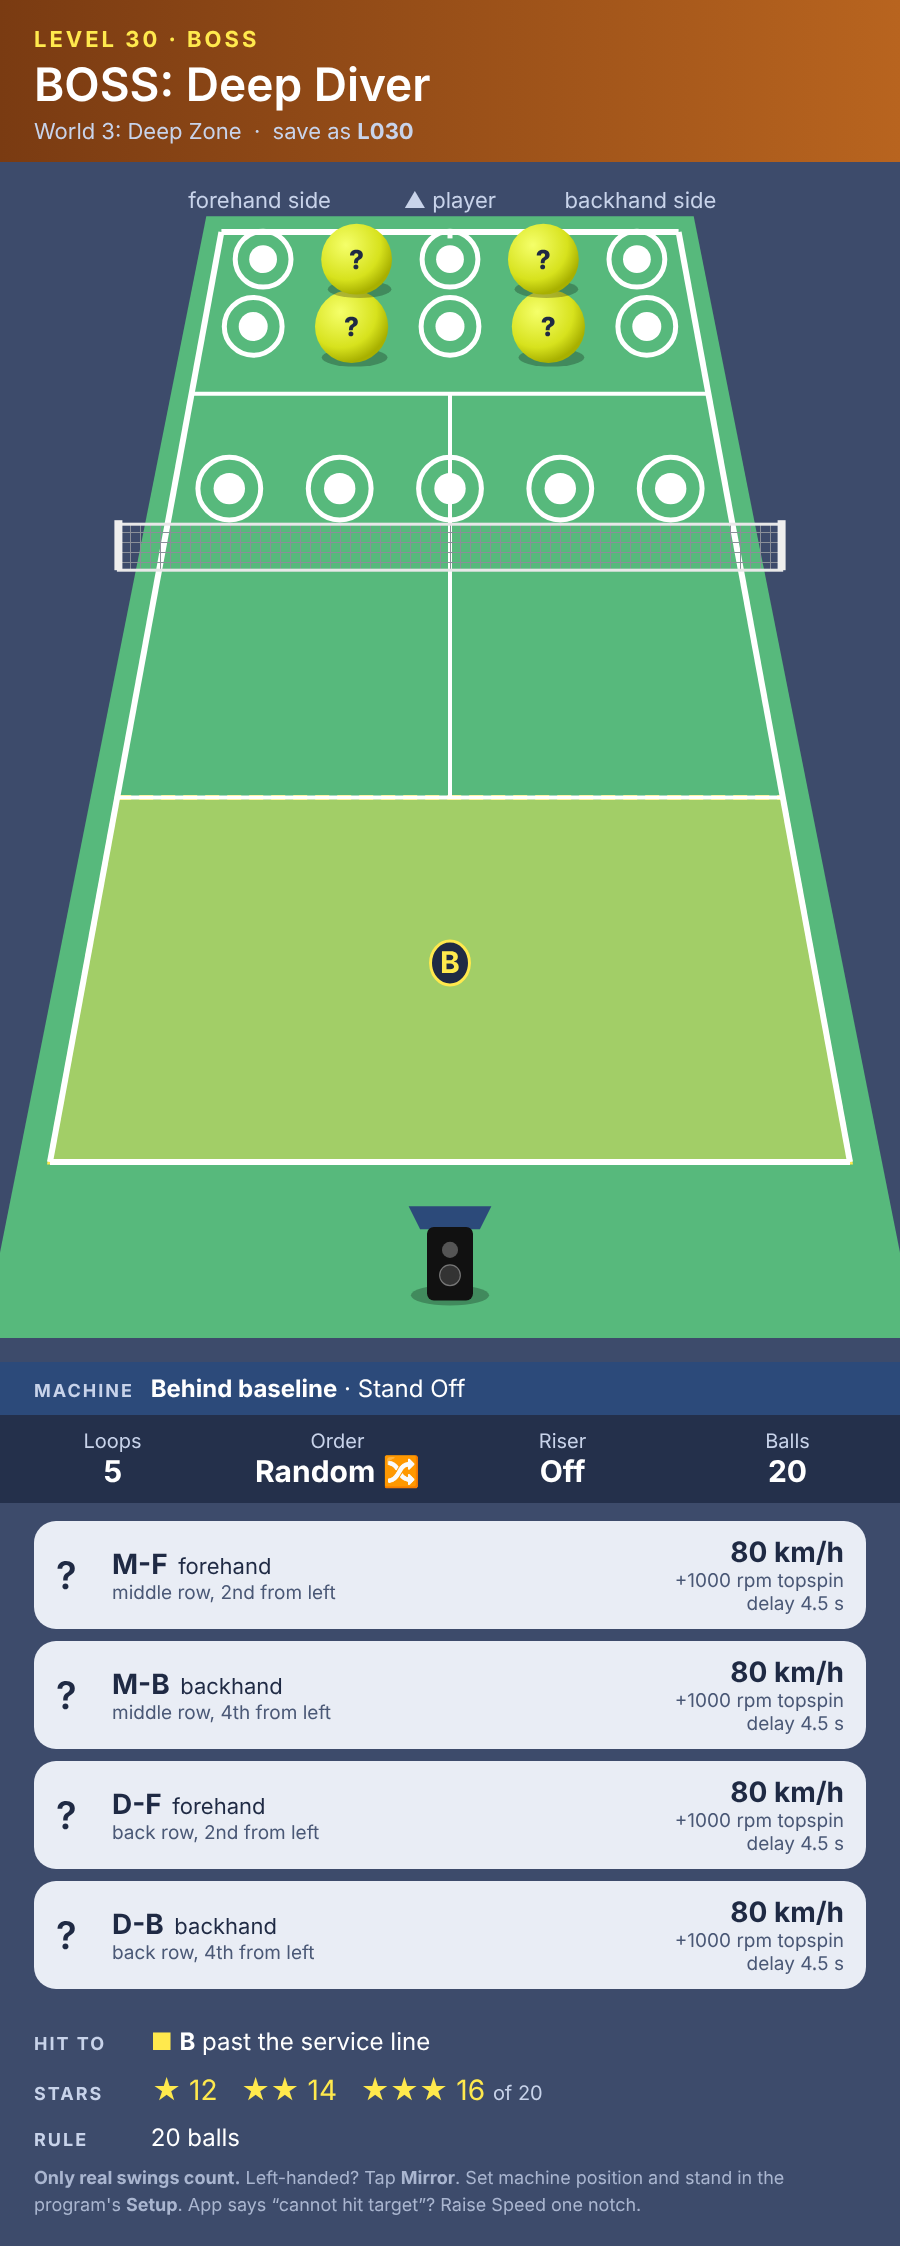 LEVEL 30 · BOSS
BOSS: Deep Diver
World 3: Deep Zone · save as L030
forehand side ▲ player backhand side
? ?
? ?
B
MACHINE Behind baseline · Stand Off
Loops Order Riser Balls
5 Random 🔀 Off 20
? M-F forehand 80 km/h
middle row, 2nd from left +1000 rpm topspin
delay 4.5 s
? M-B backhand 80 km/h
middle row, 4th from left +1000 rpm topspin
delay 4.5 s
? D-F forehand 80 km/h
back row, 2nd from left +1000 rpm topspin
delay 4.5 s
? D-B backhand 80 km/h
back row, 4th from left +1000 rpm topspin
delay 4.5 s
HIT TO ■ B past the service line
STARS ★ 12 ★★ 14 ★★★ 16 of 20
RULE 20 balls
Only real swings count. Left-handed? Tap Mirror. Set machine position and stand in the
program's Setup. App says “cannot hit target”? Raise Speed one notch.